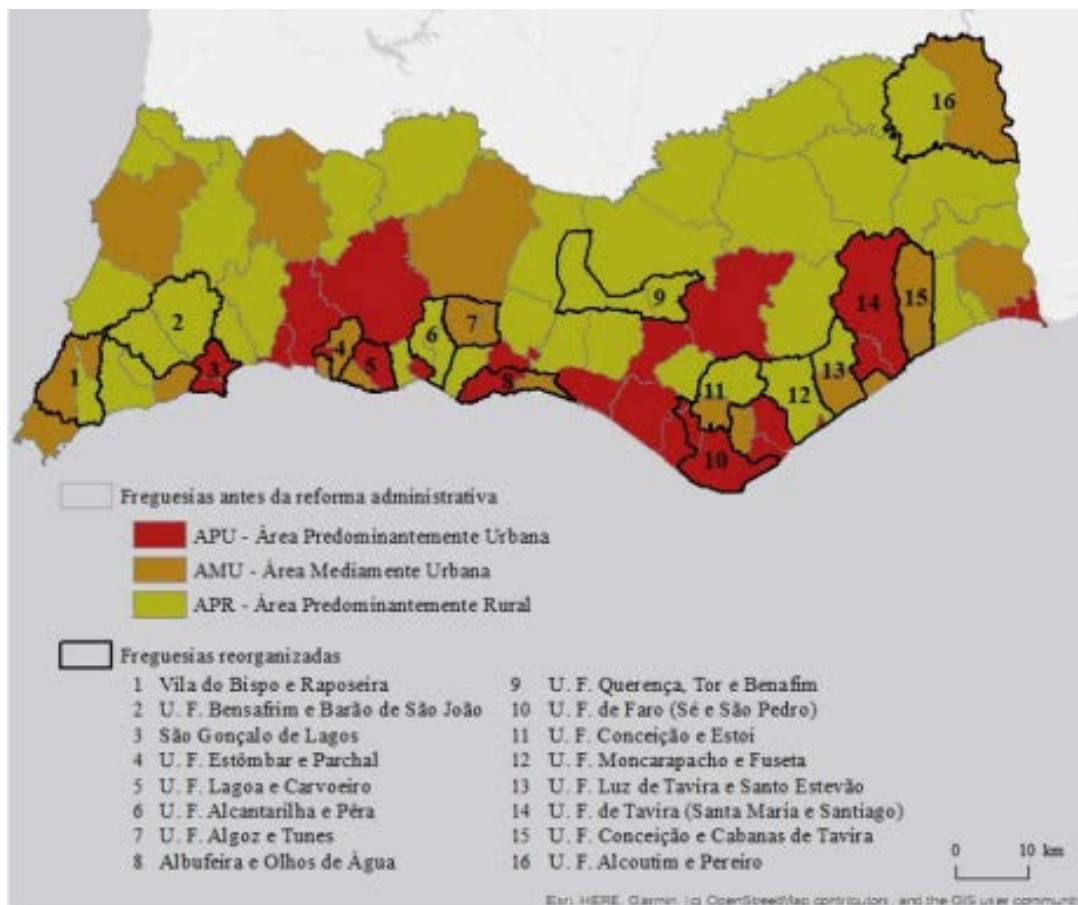 16
9
2
14
15
6
7
4
1
3
5
13
8
11
12
10
Freguesias antes da reforma administrativa
APU - Área Predominantemente Urbana
AMU - Área Mediamente Urbana
APR - Área Predominantemente Rural
Freguesias reorganizadas
1 Vila do Bispo e Raposeira
2 U. F. Bensafrim e Barão de São João
3 São Gonçalo de Lagos
4 U. F. Estômbar e Parchal
5 U. F. Lagoa e Carvoeiro
6 U. F. Alcantarilha e Pêra
7 U. F. Algoz e Tunes
8 Albufeira e Olhos de Água
9 U. F. Querença, Tor e Benafim
10 U. F. de Faro (Sé e São Pedro)
11 U. F. Conceição e Estoi
12 U. F. Moncarapacho e Fuseta
13 U. F. Luz de Tavira e Santo Estevão
14 U. F. de Tavira (Santa Maria e Santiago)
15 U. F. Conceição e Cabanas de Tavira
16 U. F. Alcoutim e Pereiro
0 10 km
Esri, HERE, Garmin, (c) OpenStreetMap contributors, and the GIS user communit